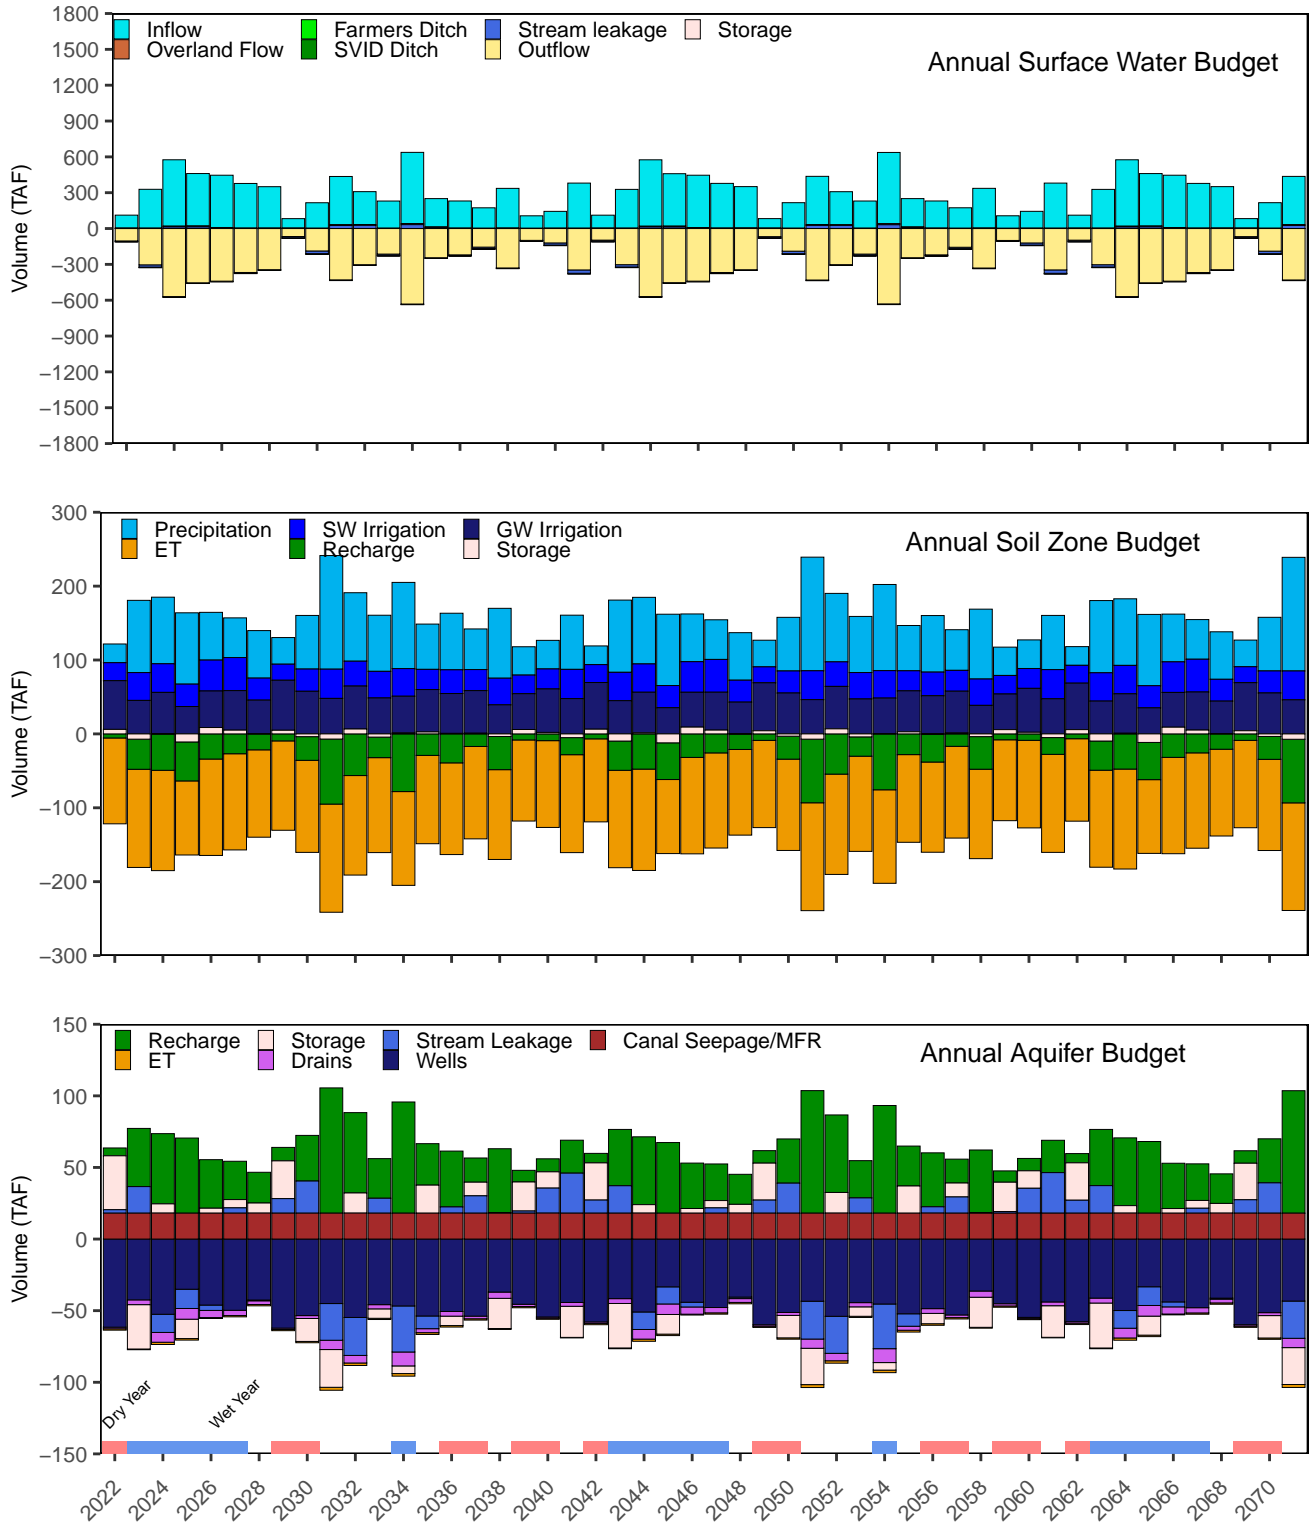 1800
1500
1200
900
600
300
0
−300
−600
−900
−1200
−1500
−1800
Volume (TAF)
Inflow Farmers Ditch Stream leakage Storage
Overland Flow SVID Ditch Outflow
Annual Surface Water Budget
300
200
100
0
−100
−200
−300
Volume (TAF)
Precipitation SW Irrigation GW Irrigation
ET Recharge Storage
Annual Soil Zone Budget
150
100
50
0
−50
−100
−150
Volume (TAF)
Recharge Storage Stream Leakage Canal Seepage/MFR
ET Drains Wells
Annual Aquifer Budget
Dry Year Wet Year
2022 2024 2026 2028 2030 2032 2034 2036 2038 2040 2042 2044 2046 2048 2050 2052 2054 2056 2058 2060 2062 2064 2066 2068 2070